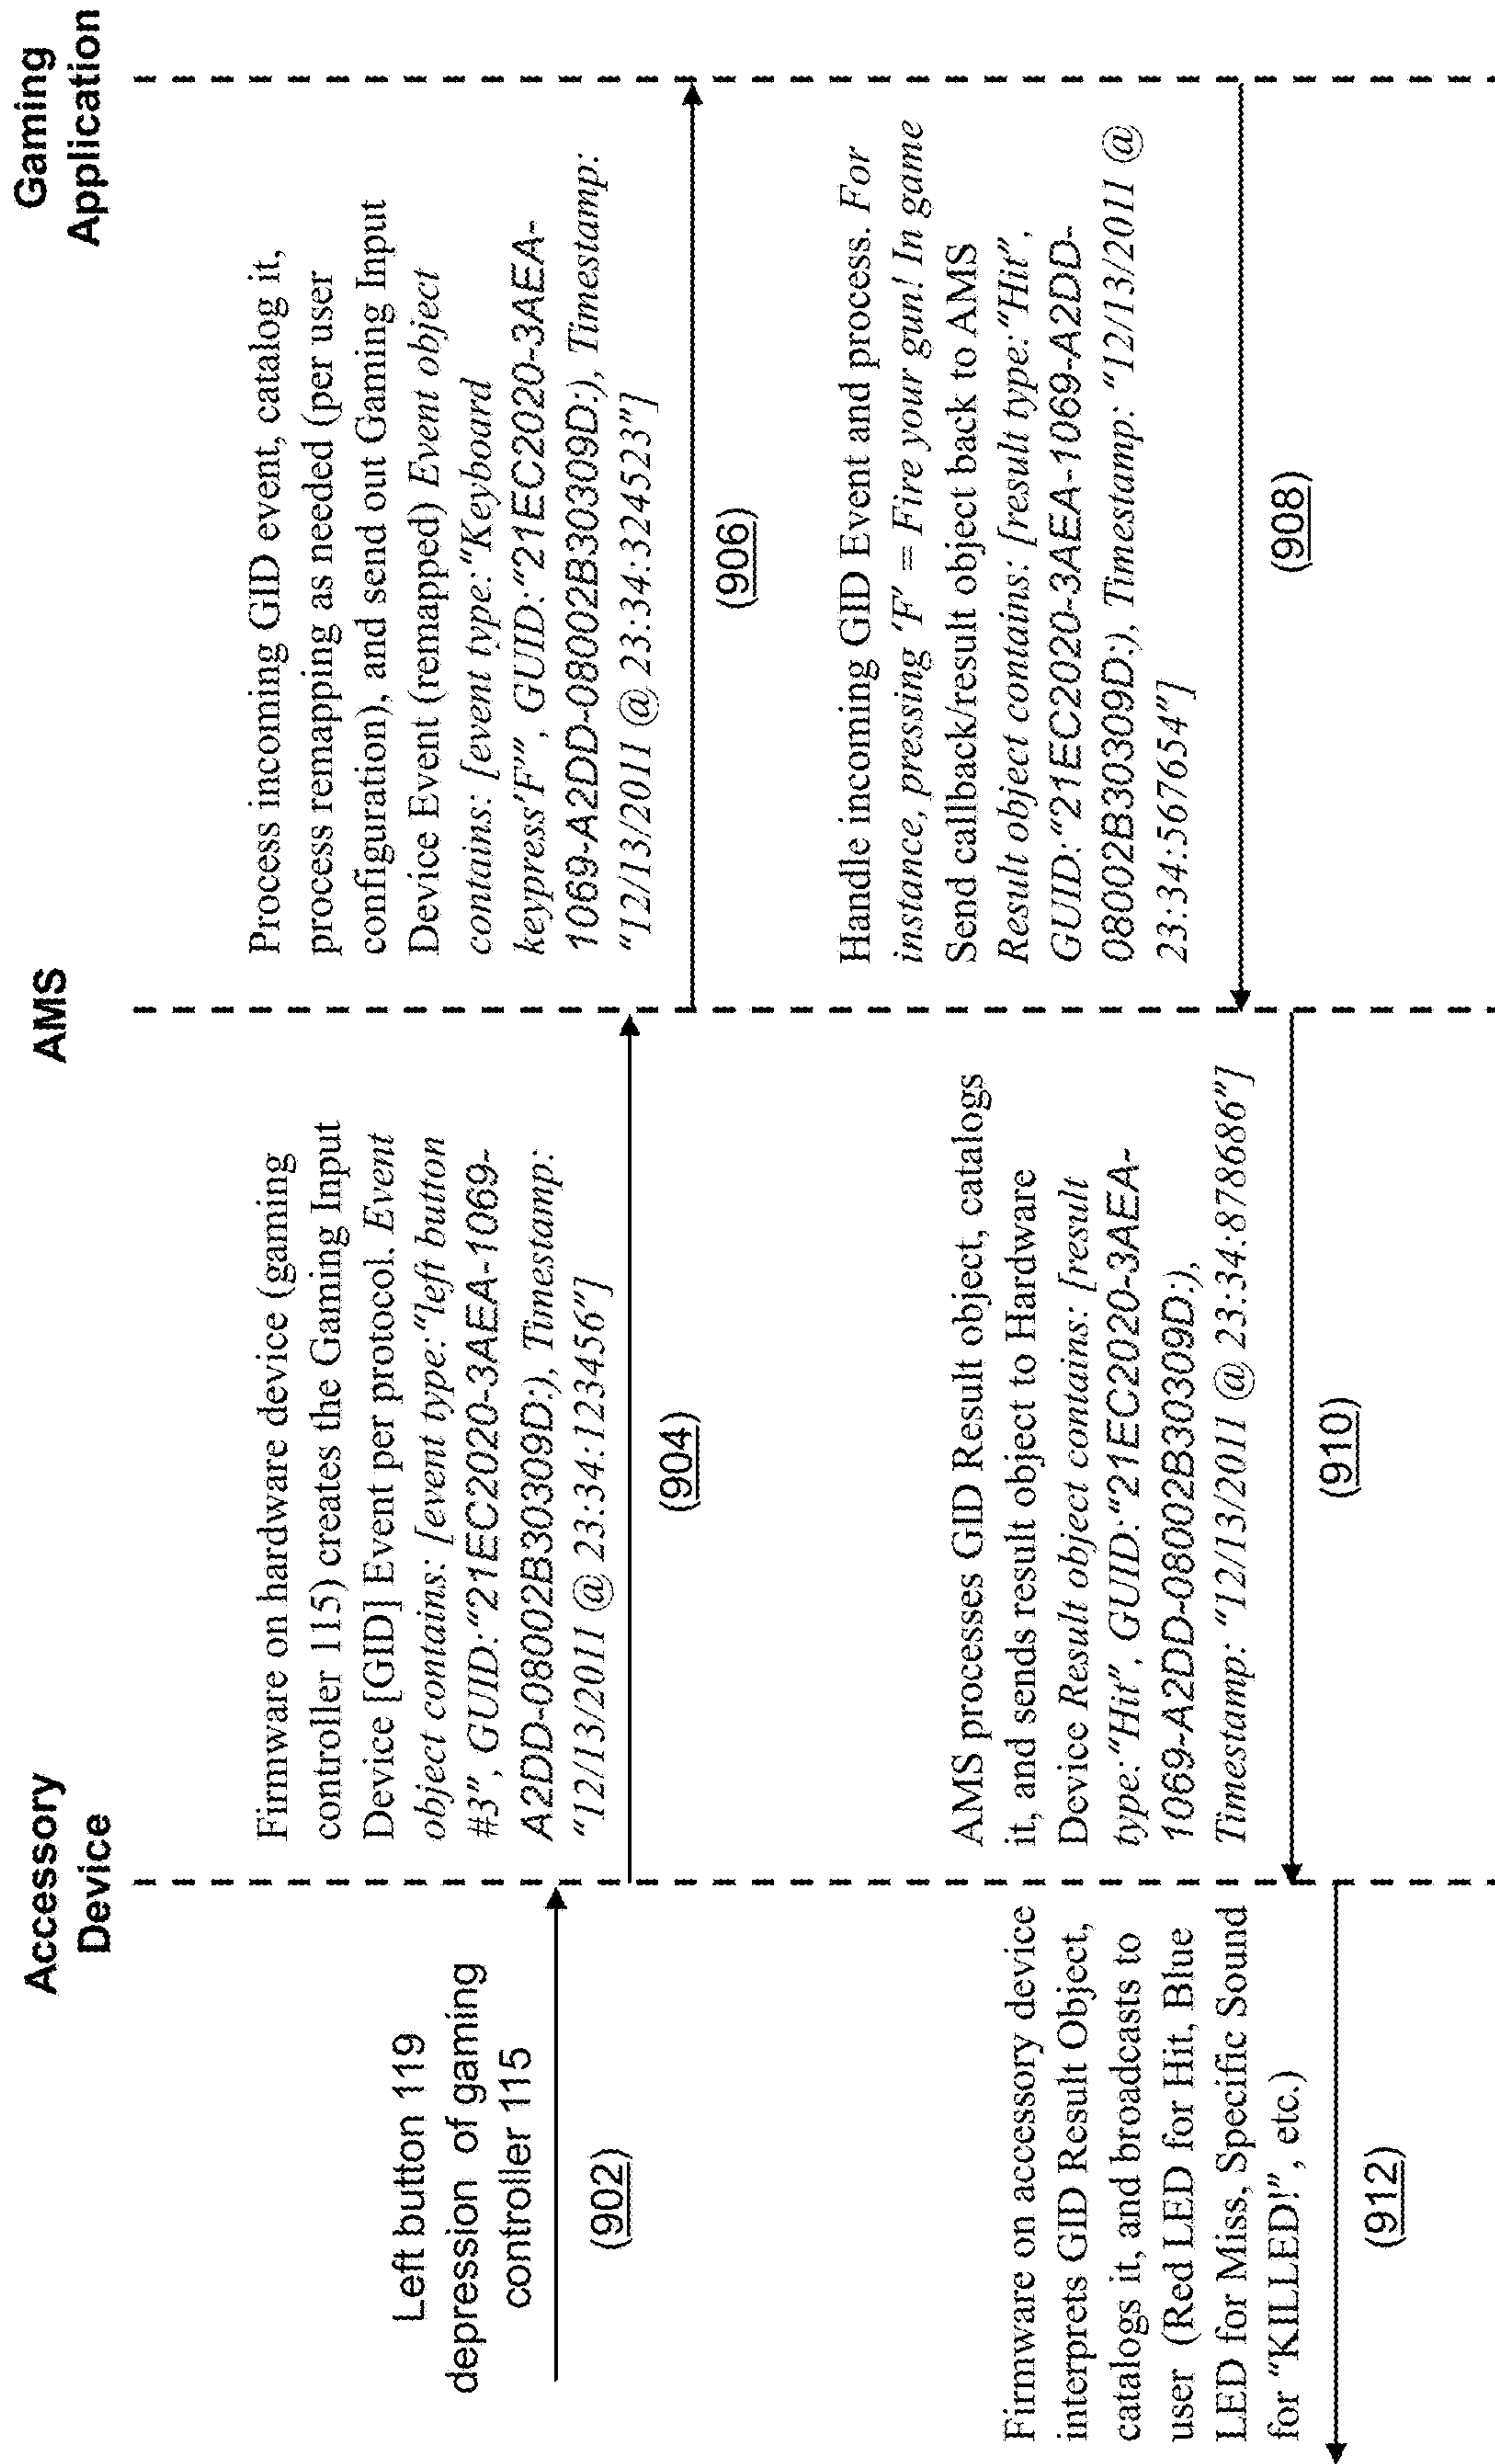 Accessory
Device
AMS
Gaming
Application
Left button 119
depression of gaming
controller 115
(902)
Firmware on hardware device (gaming
controller 115) creates the Gaming Input
Device [GID] Event per protocol. Event
object contains: [event type:"left button
#3", GUID:"21EC2020-3AEA-1069-
A2DD-08002B30309D:), Timestamp:
"12/13/2011 @ 23:34:123456"]
(904)
Process incoming GID event, catalog it,
process remapping as needed (per user
configuration), and send out Gaming Input
Device Event (remapped) Event object
contains: [event type:"Keyboard
keypress'F'", GUID:"21EC2020-3AEA-
1069-A2DD-08002B30309D:), Timestamp:
"12/13/2011 @ 23:34:324523"]
(906)
Handle incoming GID Event and process. For
instance, pressing 'F' = Fire your gun! In game
Send callback/result object back to AMS
Result object contains: [result type:"Hit",
GUID:"21EC2020-3AEA-1069-A2DD-
08002B30309D:), Timestamp: "12/13/2011 @
23:34:567654"]
(908)
AMS processes GID Result object, catalogs
it, and sends result object to Hardware
Device Result object contains: [result
type:"Hit", GUID:"21EC2020-3AEA-
1069-A2DD-08002B30309D:),
Timestamp: "12/13/2011 @ 23:34:878686"]
(910)
Firmware on accessory device
interprets GID Result Object,
catalogs it, and broadcasts to
user (Red LED for Hit, Blue
LED for Miss, Specific Sound
for "KILLED!", etc.)
(912)